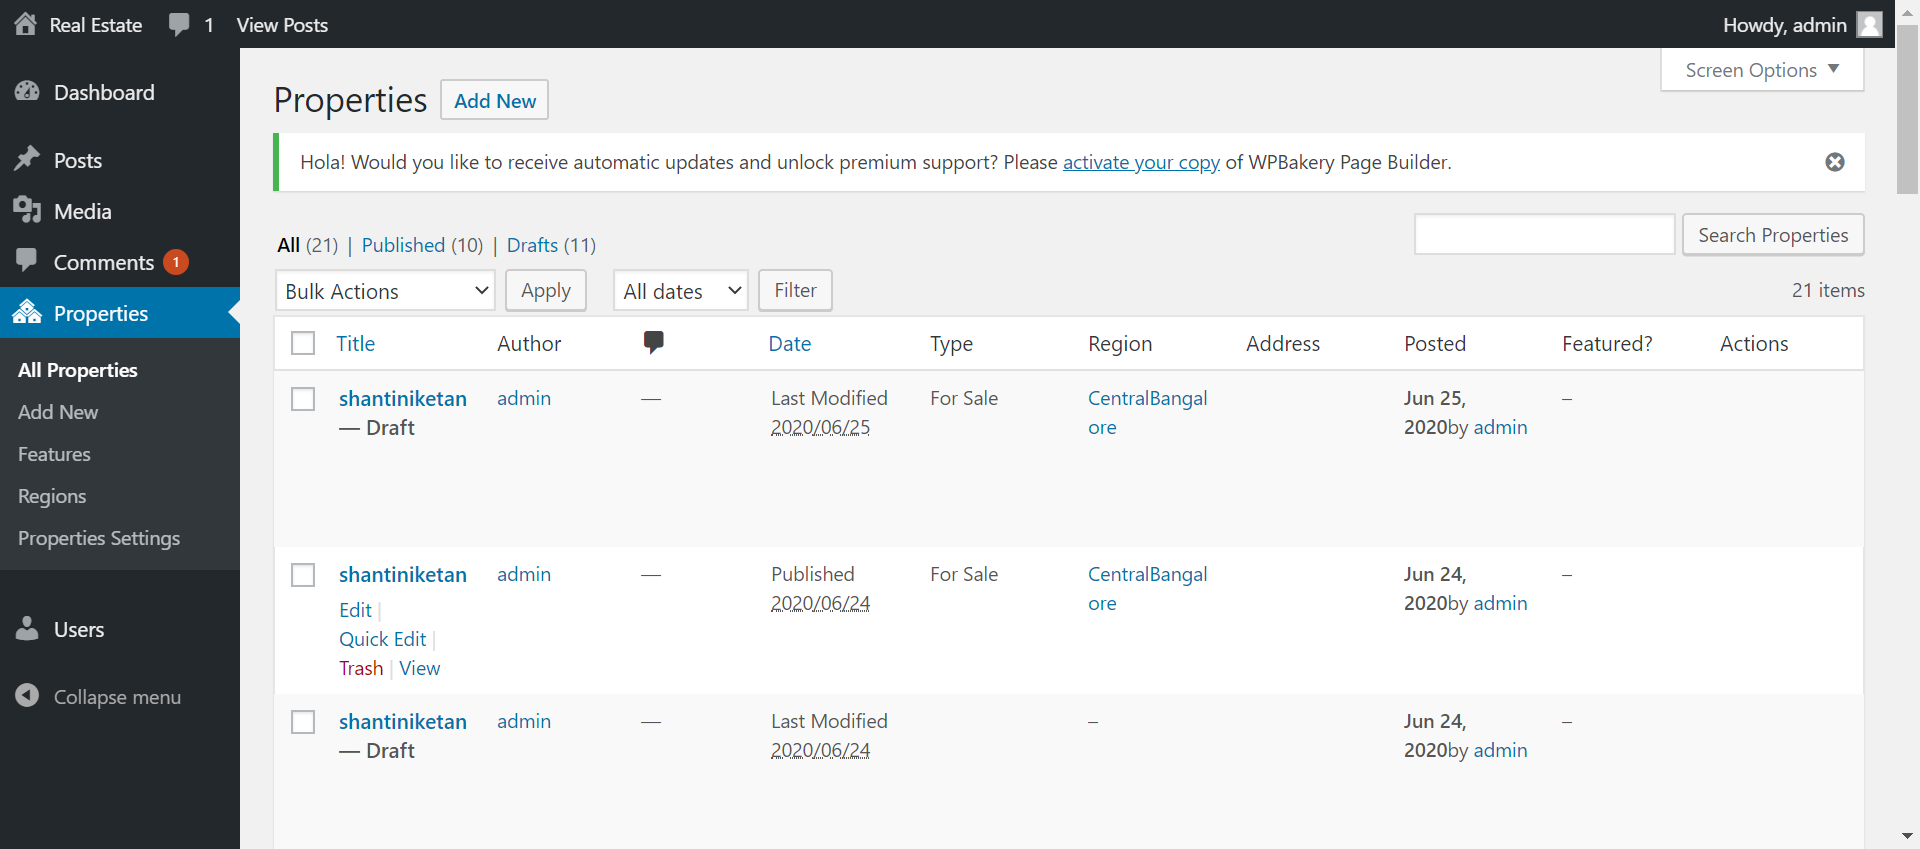 Real Estate 1 View Posts Howdy, admin
Screen Options
Dashboard
Posts
Media
Comments 1
Properties
All Properties
Add New
Features
Regions
Properties Settings
Users
Collapse menu
Properties Add New
Hola! Would you like to receive automatic updates and unlock premium support? Please activate your copy of WPBakery Page Builder.
All (21) | Published (10) | Drafts (11)
Search Properties
Bulk Actions Apply All dates Filter 21 items
Title Author Date Type Region Address Posted Featured? Actions
shantiniketan admin — Last Modified For Sale CentralBangal Jun 25, –
— Draft 2020/06/25 ore 2020by admin
shantiniketan admin — Published For Sale CentralBangal Jun 24, –
2020/06/24 ore 2020by admin
Edit |
Quick Edit |
Trash | View
shantiniketan admin — Last Modified – Jun 24, –
— Draft 2020/06/24 2020by admin